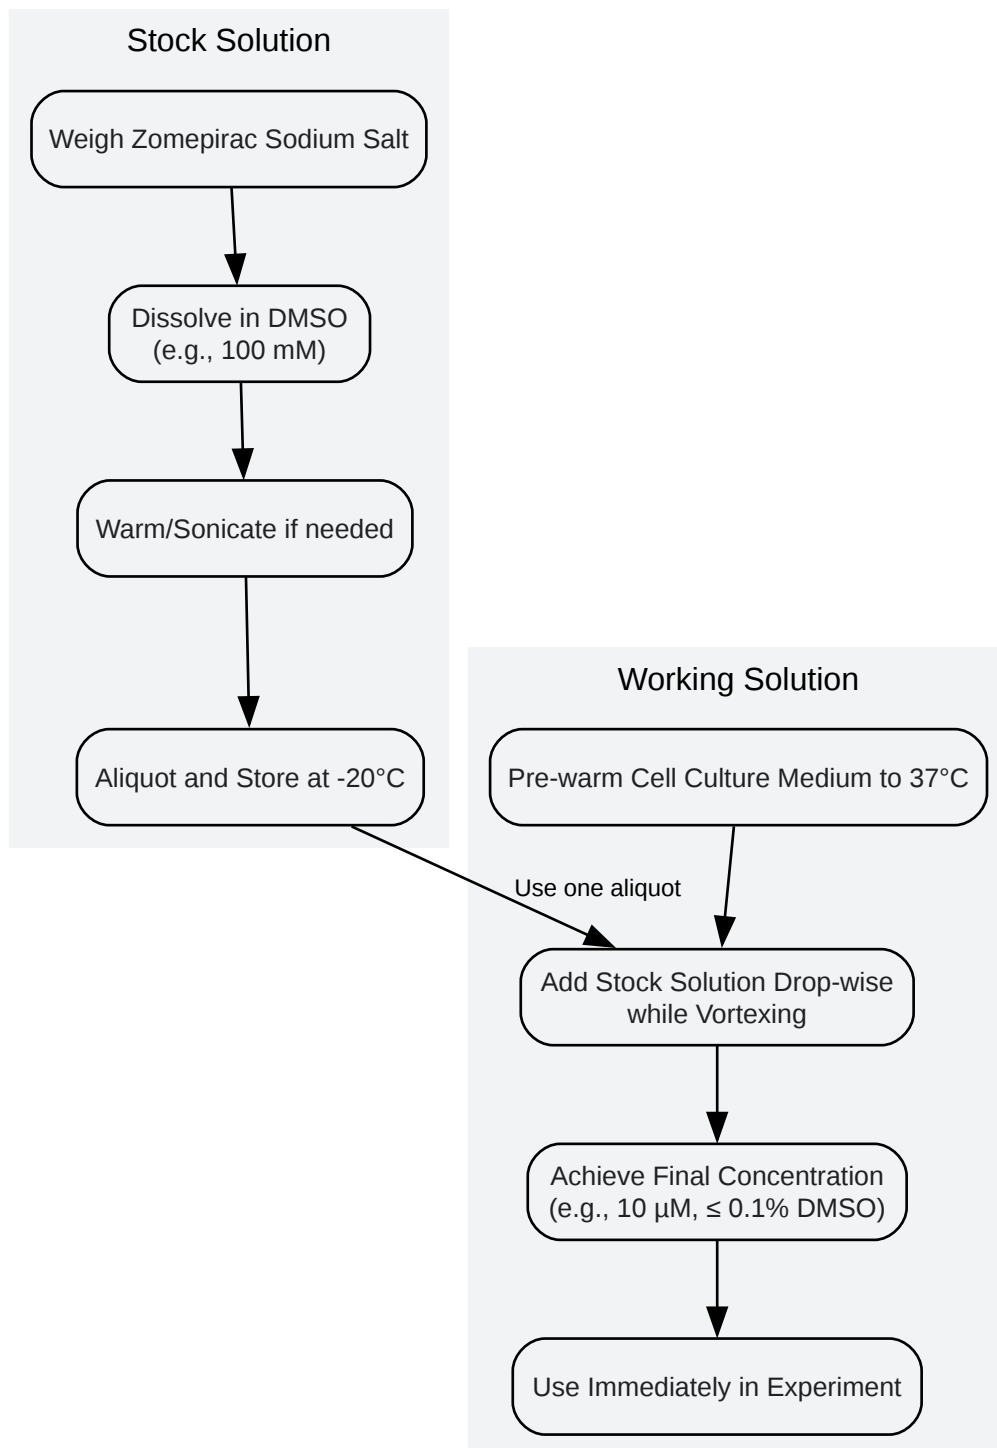 Stock Solution
Weigh Zomepirac Sodium Salt
Dissolve in DMSO
(e.g., 100 mM)
Warm/Sonicate if needed
Aliquot and Store at -20°C
Working Solution
Pre-warm Cell Culture Medium to 37°C
Use one aliquot
Add Stock Solution Drop-wise
while Vortexing
Achieve Final Concentration
(e.g., 10 µM, ≤ 0.1% DMSO)
Use Immediately in Experiment